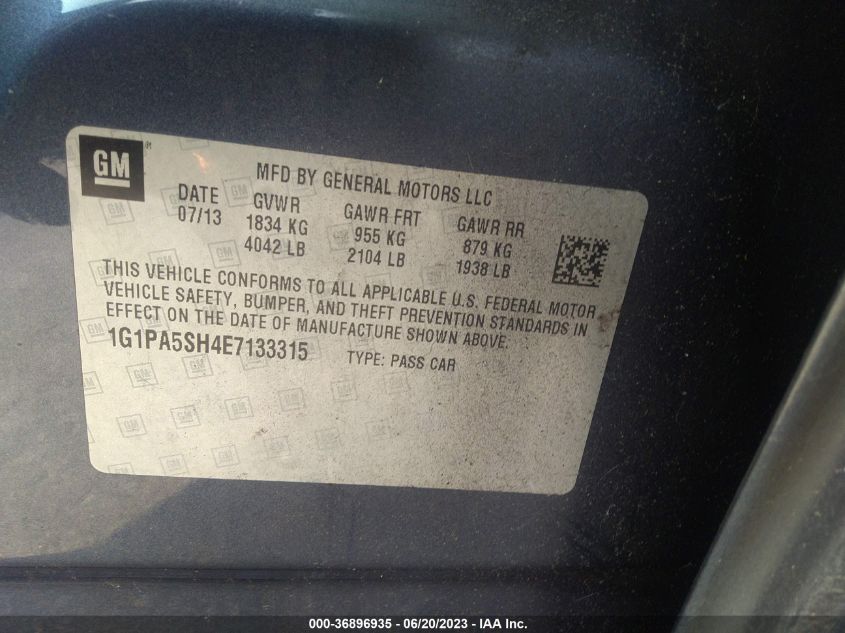 GM
MFD BY GENERAL MOTORS LLC
DATE GVWR GAWR FRT GAWR RR
07/13 1834 KG 955 KG 879 KG
4042 LB 2104 LB 1938 LB
THIS VEHICLE CONFORMS TO ALL APPLICABLE U.S. FEDERAL MOTOR
VEHICLE SAFETY, BUMPER, AND THEFT PREVENTION STANDARDS IN
EFFECT ON THE DATE OF MANUFACTURE SHOWN ABOVE.
1G1PA5SH4E7133315 TYPE: PASS CAR
000-36896935 - 06/20/2023 - IAA Inc.